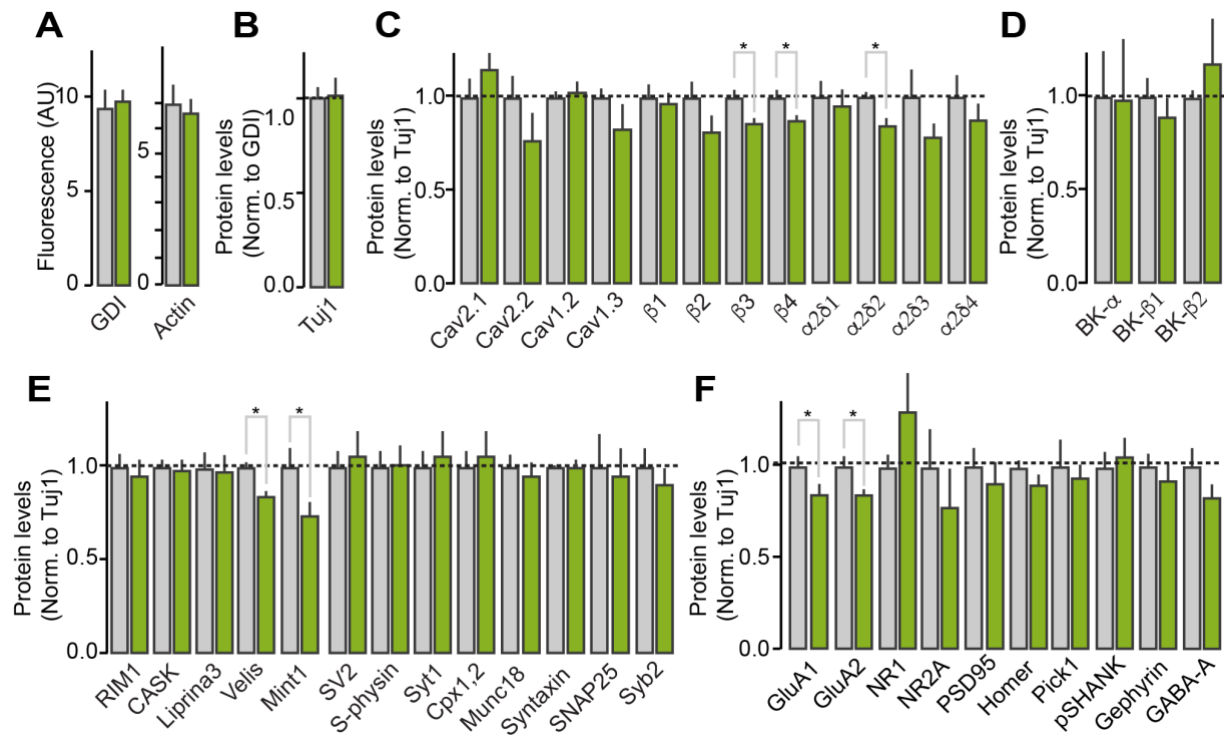 A
Fluorescence (AU)
10
5
0
GDI
5
0
Actin
B
Protein levels
(Norm. to GDI)
1.0
1.0
0.0
Tuj1
C
Protein levels
(Norm. to Tuj1)
1.0
0.5
0.0
* * *
Cav2.1 Cav2.2 Cav1.2 Cav1.3 β1 β2 β3 β4 α2δ1 α2δ2 α2δ3 α2δ4
D
Protein levels
(Norm. to Tuj1)
1.0
0.5
0.0
BK-α BK-β1 BK-β2
E
Protein levels
(Norm. to Tuj1)
1.0
0.5
0.0
* *
RIM1 CASK Liprina3 Velis Mint1 SV2 S-physin Syt1 Cpx1,2 Munc18 Syntaxin SNAP25 Syb2
F
Protein levels
(Norm. to Tuj1)
1.0
0.5
0.0
* *
GluA1 GluA2 NR1 NR2A PSD95 Homer Pick1 pSHANK Gephyrin GABA-A